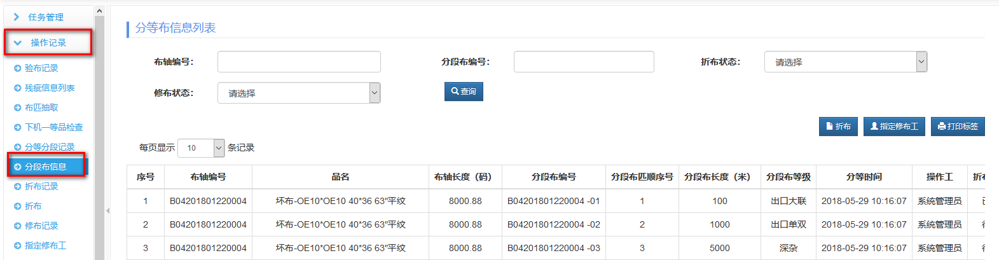 任务管理
操作记录
验布记录
残疵信息列表
布匹抽取
下机一等品检查
分等分段记录
分段布信息
折布记录
折布
修布记录
指定修布工
分等布信息列表
布轴编号：
分段布编号：
折布状态： 请选择
修布状态： 请选择
查询
折布 指定修布工 打印标签
每页显示 10 条记录
序号 布轴编号 品名 布轴长度（码） 分段布编号 分段布匹顺序号 分段布长度（米） 分段布等级 分等时间 操作工
1 B04201801220004 坯布-OE10*OE10 40*36 63"平纹 8000.88 B04201801220004 -01 1 100 出口大联 2018-05-29 10:16:07 系统管理员
2 B04201801220004 坯布-OE10*OE10 40*36 63"平纹 8000.88 B04201801220004 -02 2 1000 出口单双 2018-05-29 10:16:07 系统管理员
3 B04201801220004 坯布-OE10*OE10 40*36 63"平纹 8000.88 B04201801220004 -03 3 5000 深杂 2018-05-29 10:16:07 系统管理员